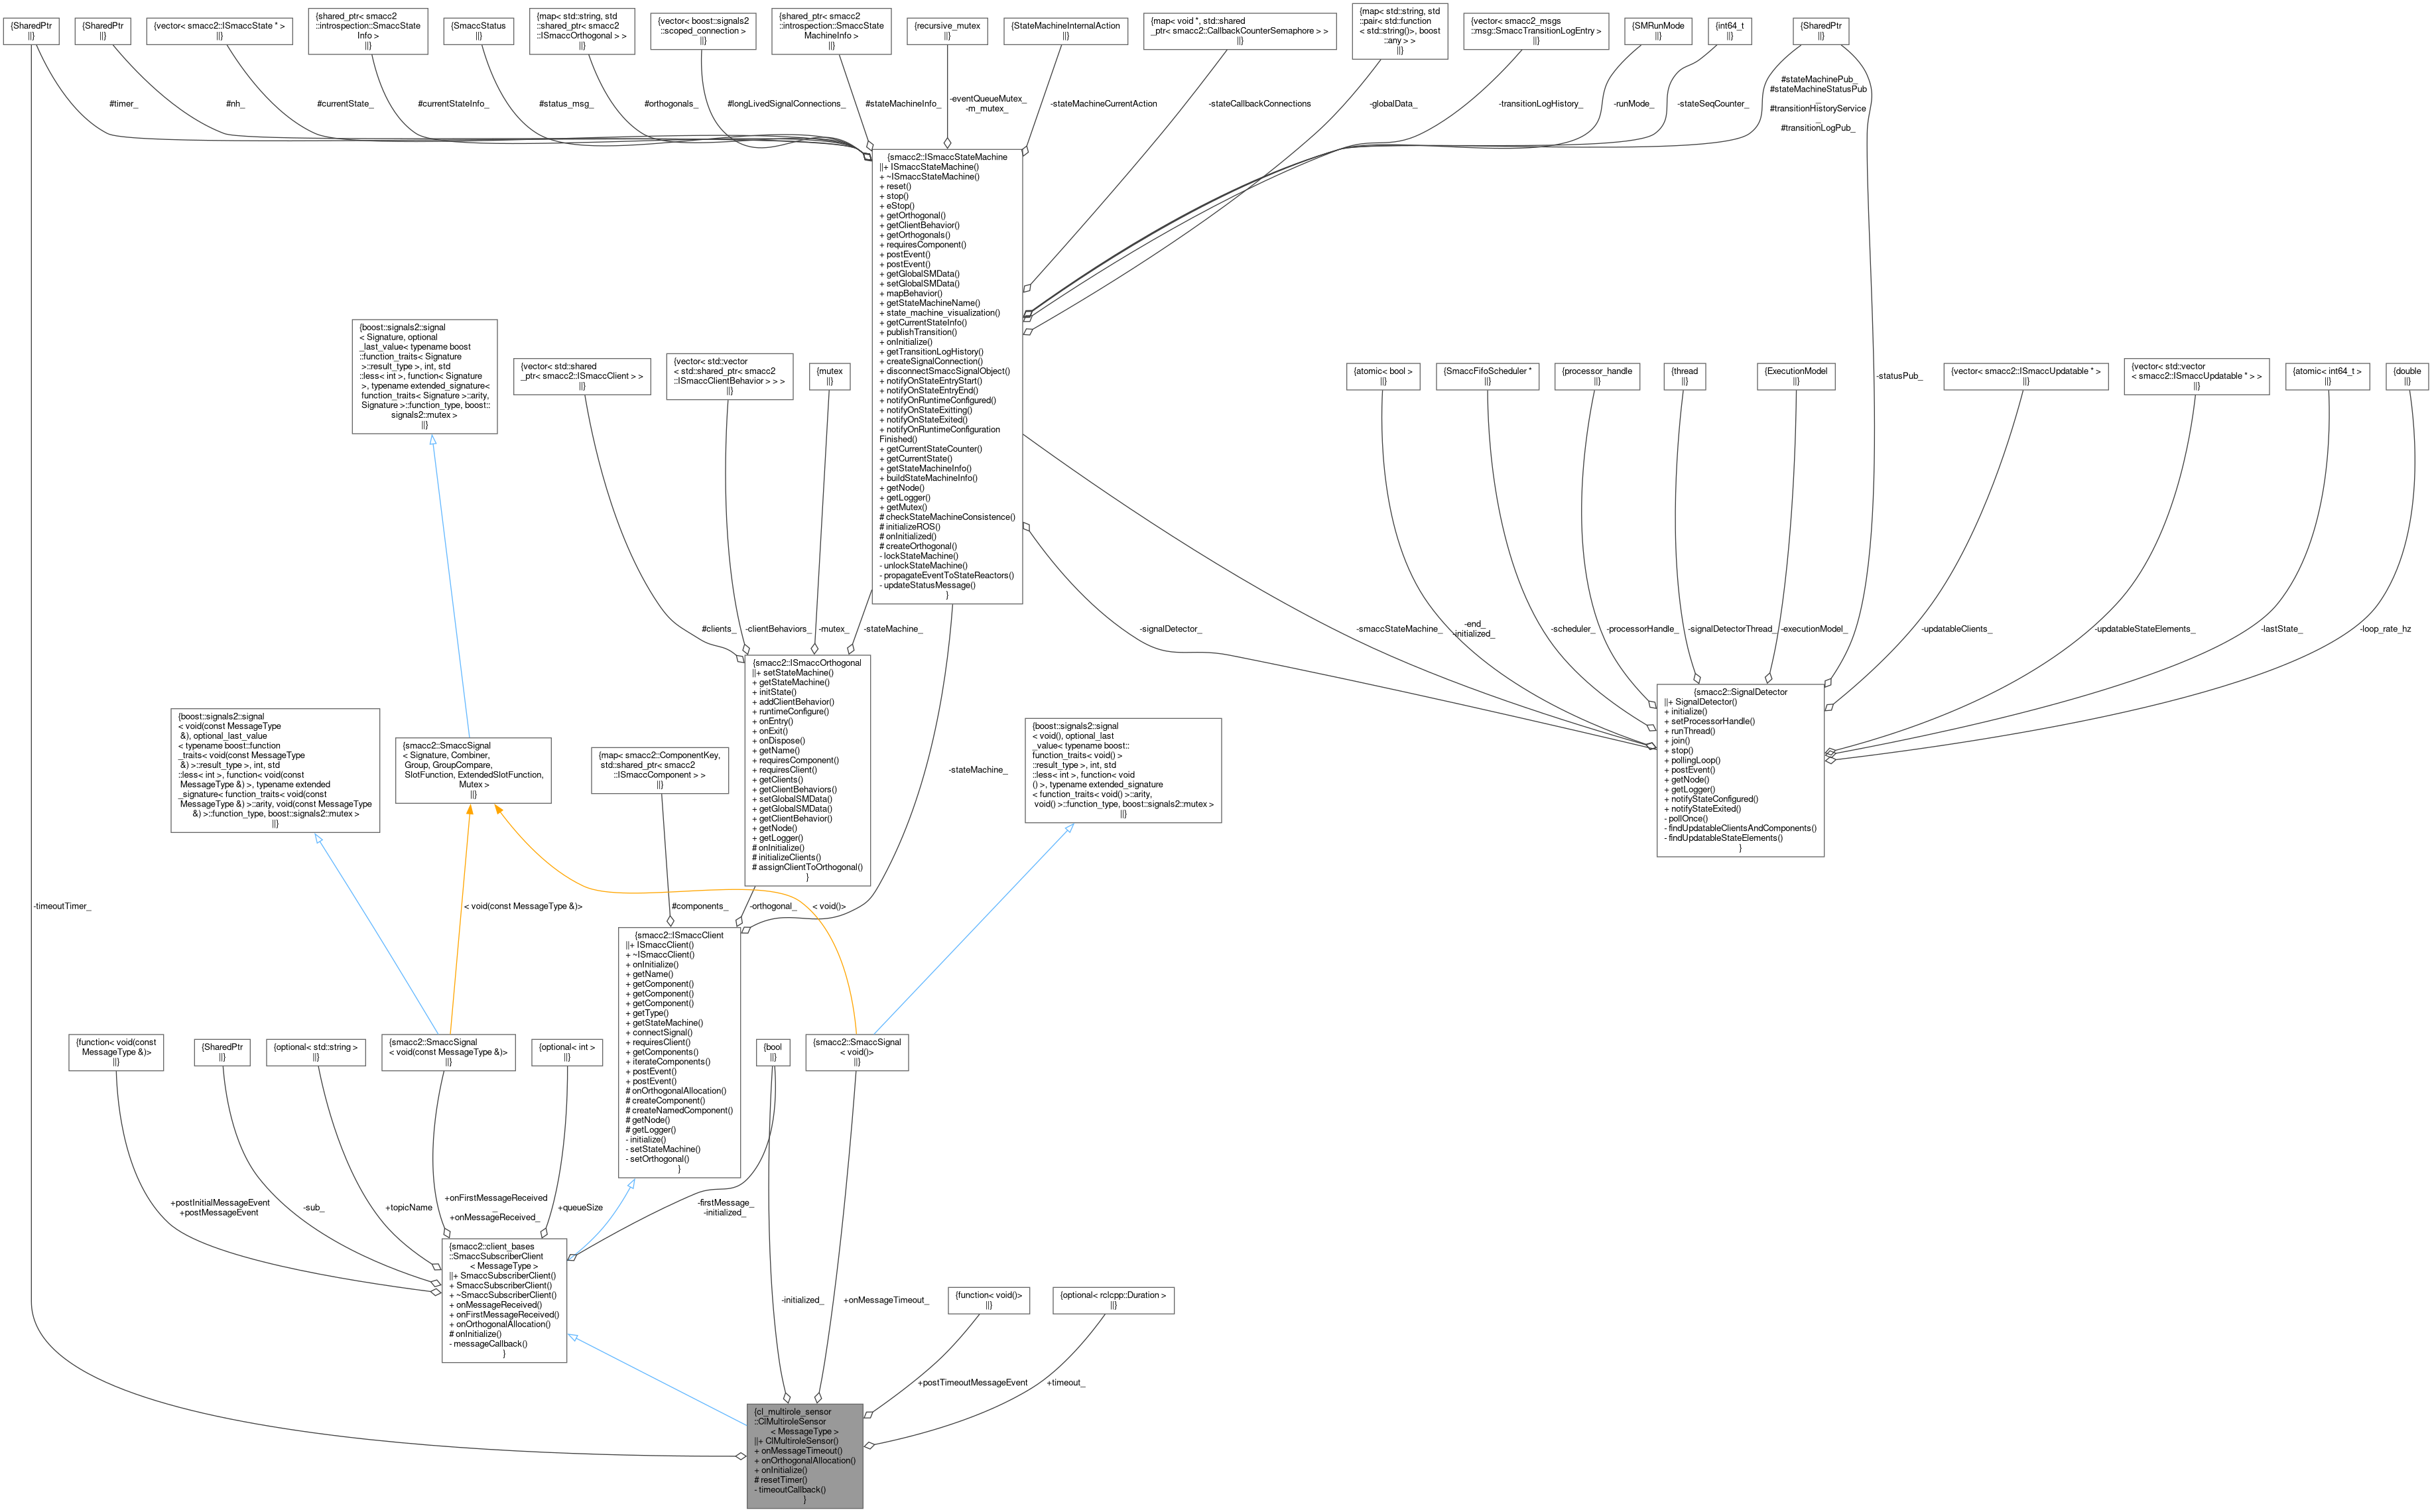 {SharedPtr
||}
{SharedPtr
||}
{vector< smacc2::ISmaccState * >
||}
{shared_ptr< smacc2
::introspection::SmaccState
Info >
||}
{SmaccStatus
||}
{map< std::string, std
::shared_ptr< smacc2
::ISmaccOrthogonal > >
||}
{vector< boost::signals2
::scoped_connection >
||}
{shared_ptr< smacc2
::introspection::SmaccState
MachineInfo >
||}
{recursive_mutex
||}
{StateMachineInternalAction
||}
{map< void *, std::shared
_ptr< smacc2::CallbackCounterSemaphore > >
||}
{map< std::string, std
::pair< std::function
< std::string()>, boost
::any > >
||}
{vector< smacc2_msgs
::msg::SmaccTransitionLogEntry >
||}
{SMRunMode
||}
{int64_t
||}
{SharedPtr
||}
#timer_
#nh_
#currentState_
#currentStateInfo_
#status_msg_
#orthogonals_
#longLivedSignalConnections_
#stateMachineInfo_
-eventQueueMutex_
-m_mutex_
-stateMachineCurrentAction
-stateCallbackConnections
-globalData_
-transitionLogHistory_
-runMode_
-stateSeqCounter_
#stateMachinePub_
#stateMachineStatusPub
_
#transitionHistoryService
_
#transitionLogPub_
{smacc2::ISmaccStateMachine
||+ ISmaccStateMachine()
+ ~ISmaccStateMachine()
+ reset()
+ stop()
+ eStop()
+ getOrthogonal()
+ getClientBehavior()
+ getOrthogonals()
+ requiresComponent()
+ postEvent()
+ postEvent()
+ getGlobalSMData()
+ setGlobalSMData()
+ mapBehavior()
+ getStateMachineName()
+ state_machine_visualization()
+ getCurrentStateInfo()
+ publishTransition()
+ onInitialize()
+ getTransitionLogHistory()
+ createSignalConnection()
+ disconnectSmaccSignalObject()
+ notifyOnStateEntryStart()
+ notifyOnStateEntryEnd()
+ notifyOnRuntimeConfigured()
+ notifyOnStateExitting()
+ notifyOnStateExited()
+ notifyOnRuntimeConfiguration
Finished()
+ getCurrentStateCounter()
+ getCurrentState()
+ getStateMachineInfo()
+ buildStateMachineInfo()
+ getNode()
+ getLogger()
+ getMutex()
# checkStateMachineConsistence()
# initializeROS()
# onInitialized()
# createOrthogonal()
- lockStateMachine()
- unlockStateMachine()
- propagateEventToStateReactors()
- updateStatusMessage()
}
{boost::signals2::signal
< Signature, optional
_last_value< typename boost
::function_traits< Signature
>::result_type >, int, std
::less< int >, function< Signature
>, typename extended_signature<
function_traits< Signature >::arity,
Signature >::function_type, boost::
signals2::mutex >
||}
{vector< std::shared
_ptr< smacc2::ISmaccClient > >
||}
{vector< std::vector
< std::shared_ptr< smacc2
::ISmaccClientBehavior > > >
||}
{mutex
||}
{atomic< bool >
||}
{SmaccFifoScheduler *
||}
{processor_handle
||}
{thread
||}
{ExecutionModel
||}
-statusPub_
{vector< smacc2::ISmaccUpdatable * >
||}
{vector< std::vector
< smacc2::ISmaccUpdatable * > >
||}
{atomic< int64_t >
||}
{double
||}
#clients_
-clientBehaviors_
-mutex_
-stateMachine_
-signalDetector_
-smaccStateMachine_
-end_
-initialized_
-scheduler_
-processorHandle_
-signalDetectorThread_
-executionModel_
-updatableClients_
-updatableStateElements_
-lastState_
-loop_rate_hz
{smacc2::ISmaccOrthogonal
||+ setStateMachine()
+ getStateMachine()
+ initState()
+ addClientBehavior()
+ runtimeConfigure()
+ onEntry()
+ onExit()
+ onDispose()
+ getName()
+ requiresComponent()
+ requiresClient()
+ getClients()
+ getClientBehaviors()
+ setGlobalSMData()
+ getGlobalSMData()
+ getClientBehavior()
+ getNode()
+ getLogger()
# onInitialize()
# initializeClients()
# assignClientToOrthogonal()
}
{smacc2::SignalDetector
||+ SignalDetector()
+ initialize()
+ setProcessorHandle()
+ runThread()
+ join()
+ stop()
+ pollingLoop()
+ postEvent()
+ getNode()
+ getLogger()
+ notifyStateConfigured()
+ notifyStateExited()
- pollOnce()
- findUpdatableClientsAndComponents()
- findUpdatableStateElements()
}
{boost::signals2::signal
< void(const MessageType
&), optional_last_value
< typename boost::function
_traits< void(const MessageType
&) >::result_type >, int, std
::less< int >, function< void(const
MessageType &) >, typename extended
_signature< function_traits< void(const
MessageType &) >::arity, void(const MessageType
&) >::function_type, boost::signals2::mutex >
||}
{smacc2::SmaccSignal
< Signature, Combiner,
Group, GroupCompare,
SlotFunction, ExtendedSlotFunction,
Mutex >
||}
{map< smacc2::ComponentKey,
std::shared_ptr< smacc2
::ISmaccComponent > >
||}
-stateMachine_
{boost::signals2::signal
< void(), optional_last
_value< typename boost::
function_traits< void() >
::result_type >, int, std
::less< int >, function< void
() >, typename extended_signature
< function_traits< void() >::arity,
void() >::function_type, boost::signals2::mutex >
||}
-timeoutTimer_
< void(const MessageType &)>
#components_
-orthogonal_
< void()>
{smacc2::ISmaccClient
||+ ISmaccClient()
+ ~ISmaccClient()
+ onInitialize()
+ getName()
+ getComponent()
+ getComponent()
+ getComponent()
+ getType()
+ getStateMachine()
+ connectSignal()
+ requiresClient()
+ getComponents()
+ iterateComponents()
+ postEvent()
+ postEvent()
# onOrthogonalAllocation()
# createComponent()
# createNamedComponent()
# getNode()
# getLogger()
- initialize()
- setStateMachine()
- setOrthogonal()
}
{function< void(const
MessageType &)>
||}
{SharedPtr
||}
{optional< std::string >
||}
{smacc2::SmaccSignal
< void(const MessageType &)>
||}
{optional< int >
||}
{bool
||}
{smacc2::SmaccSignal
< void()>
||}
+postInitialMessageEvent
+postMessageEvent
-sub_
+topicName
+onFirstMessageReceived
_
+onMessageReceived_
+queueSize
-firstMessage_
-initialized_
{smacc2::client_bases
::SmaccSubscriberClient
< MessageType >
||+ SmaccSubscriberClient()
+ SmaccSubscriberClient()
+ ~SmaccSubscriberClient()
+ onMessageReceived()
+ onFirstMessageReceived()
+ onOrthogonalAllocation()
# onInitialize()
- messageCallback()
}
-initialized_
+onMessageTimeout_
{function< void()>
||}
{optional< rclcpp::Duration >
||}
+postTimeoutMessageEvent
+timeout_
{cl_multirole_sensor
::ClMultiroleSensor
< MessageType >
||+ ClMultiroleSensor()
+ onMessageTimeout()
+ onOrthogonalAllocation()
+ onInitialize()
# resetTimer()
- timeoutCallback()
}